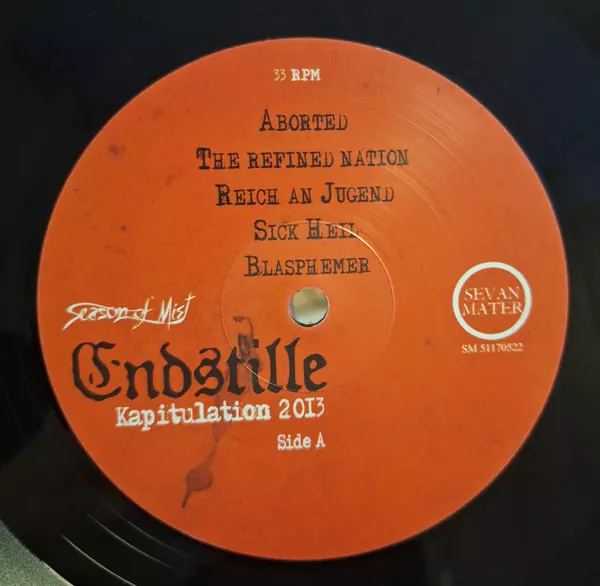 33 RPM
ABORTED
THE REFINED NATION
REICH AN JUGEND
SICK HEIL
BLASPHEMER
Season of Mist
SEVAN
MATER
SM 51170522
Endstille
Kapitulation 2013
Side A